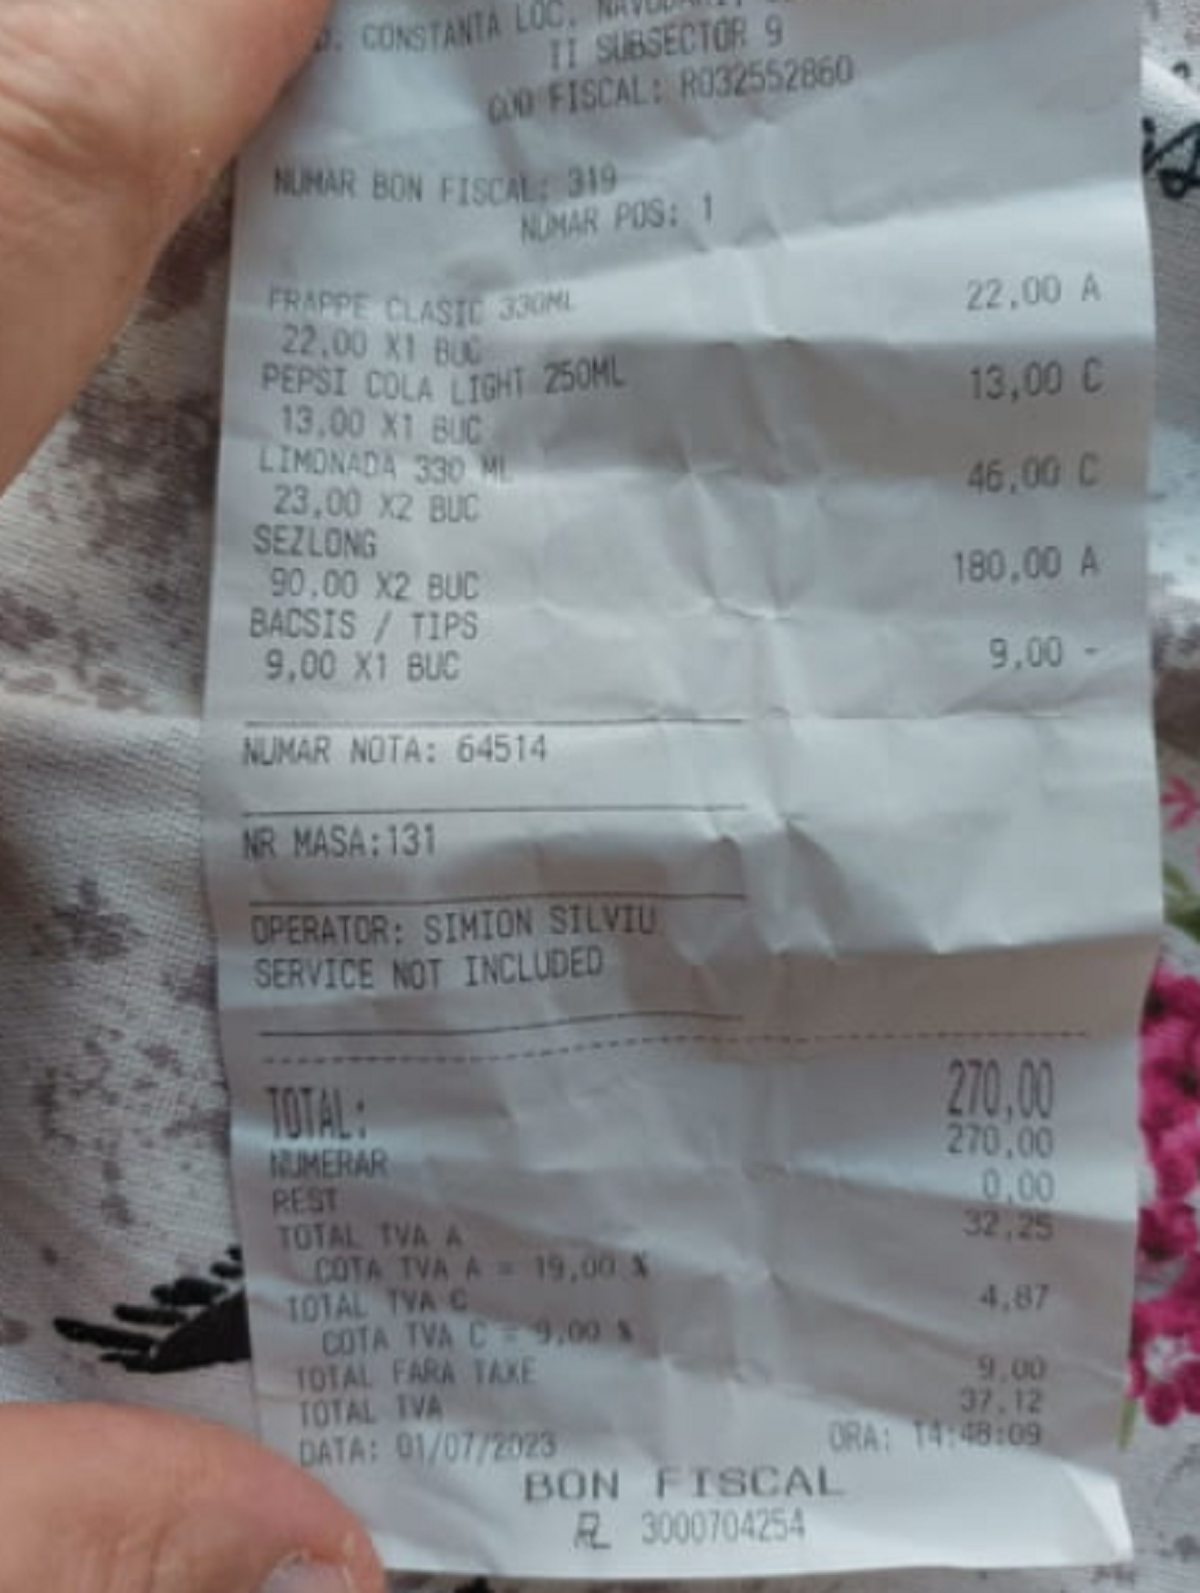 CONSTANTA LOC. NAVODARI,
II SUBSECTOR 9
COD FISCAL: RO32552860
NUMAR BON FISCAL: 319
NUMAR POS: 1
FRAPPE CLASIC 330ML 22,00 A
22,00 X1 BUC
PEPSI COLA LIGHT 250ML 13,00 C
13,00 X1 BUC
LIMONADA 330 ML 46,00 C
23,00 X2 BUC
SEZLONG 180,00 A
90,00 X2 BUC
BACSIS / TIPS 9,00 -
9,00 X1 BUC
NUMAR NOTA: 64514
NR MASA:131
OPERATOR: SIMION SILVIU
SERVICE NOT INCLUDED
TOTAL: 270,00
NUMERAR 270,00
REST 0,00
TOTAL TVA A 32,25
COTA TVA A = 19,00 %
TOTAL TVA C 4,87
COTA TVA C = 9,00 %
TOTAL FARA TAXE 9,00
TOTAL TVA 37,12
DATA: 01/07/2023 ORA: 14:48:09
BON FISCAL
3000704254